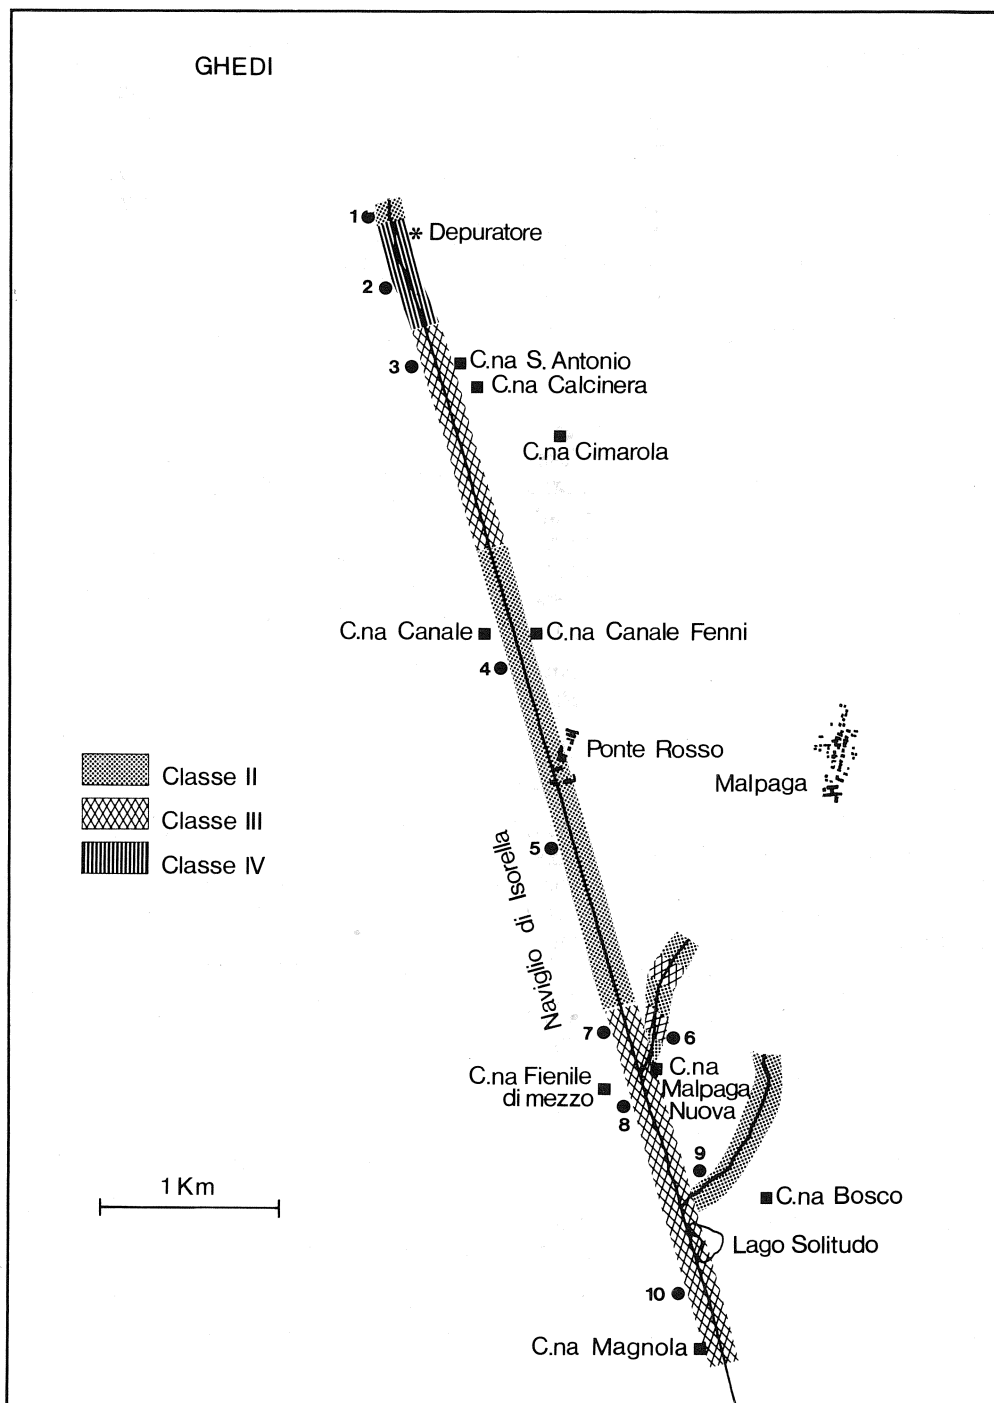 GHEDI
1
* Depuratore
2
3
C.na S. Antonio
C.na Calcinera
C.na Cimarola
C.na Canale
C.na Canale Fenni
4
Ponte Rosso
Malpaga
Classe II
Classe III
Classe IV
5
Naviglio di Isorella
7
6
C.na Fienile
di mezzo
C.na
Malpaga
Nuova
8
9
1 Km
C.na Bosco
Lago Solitudo
10
C.na Magnola